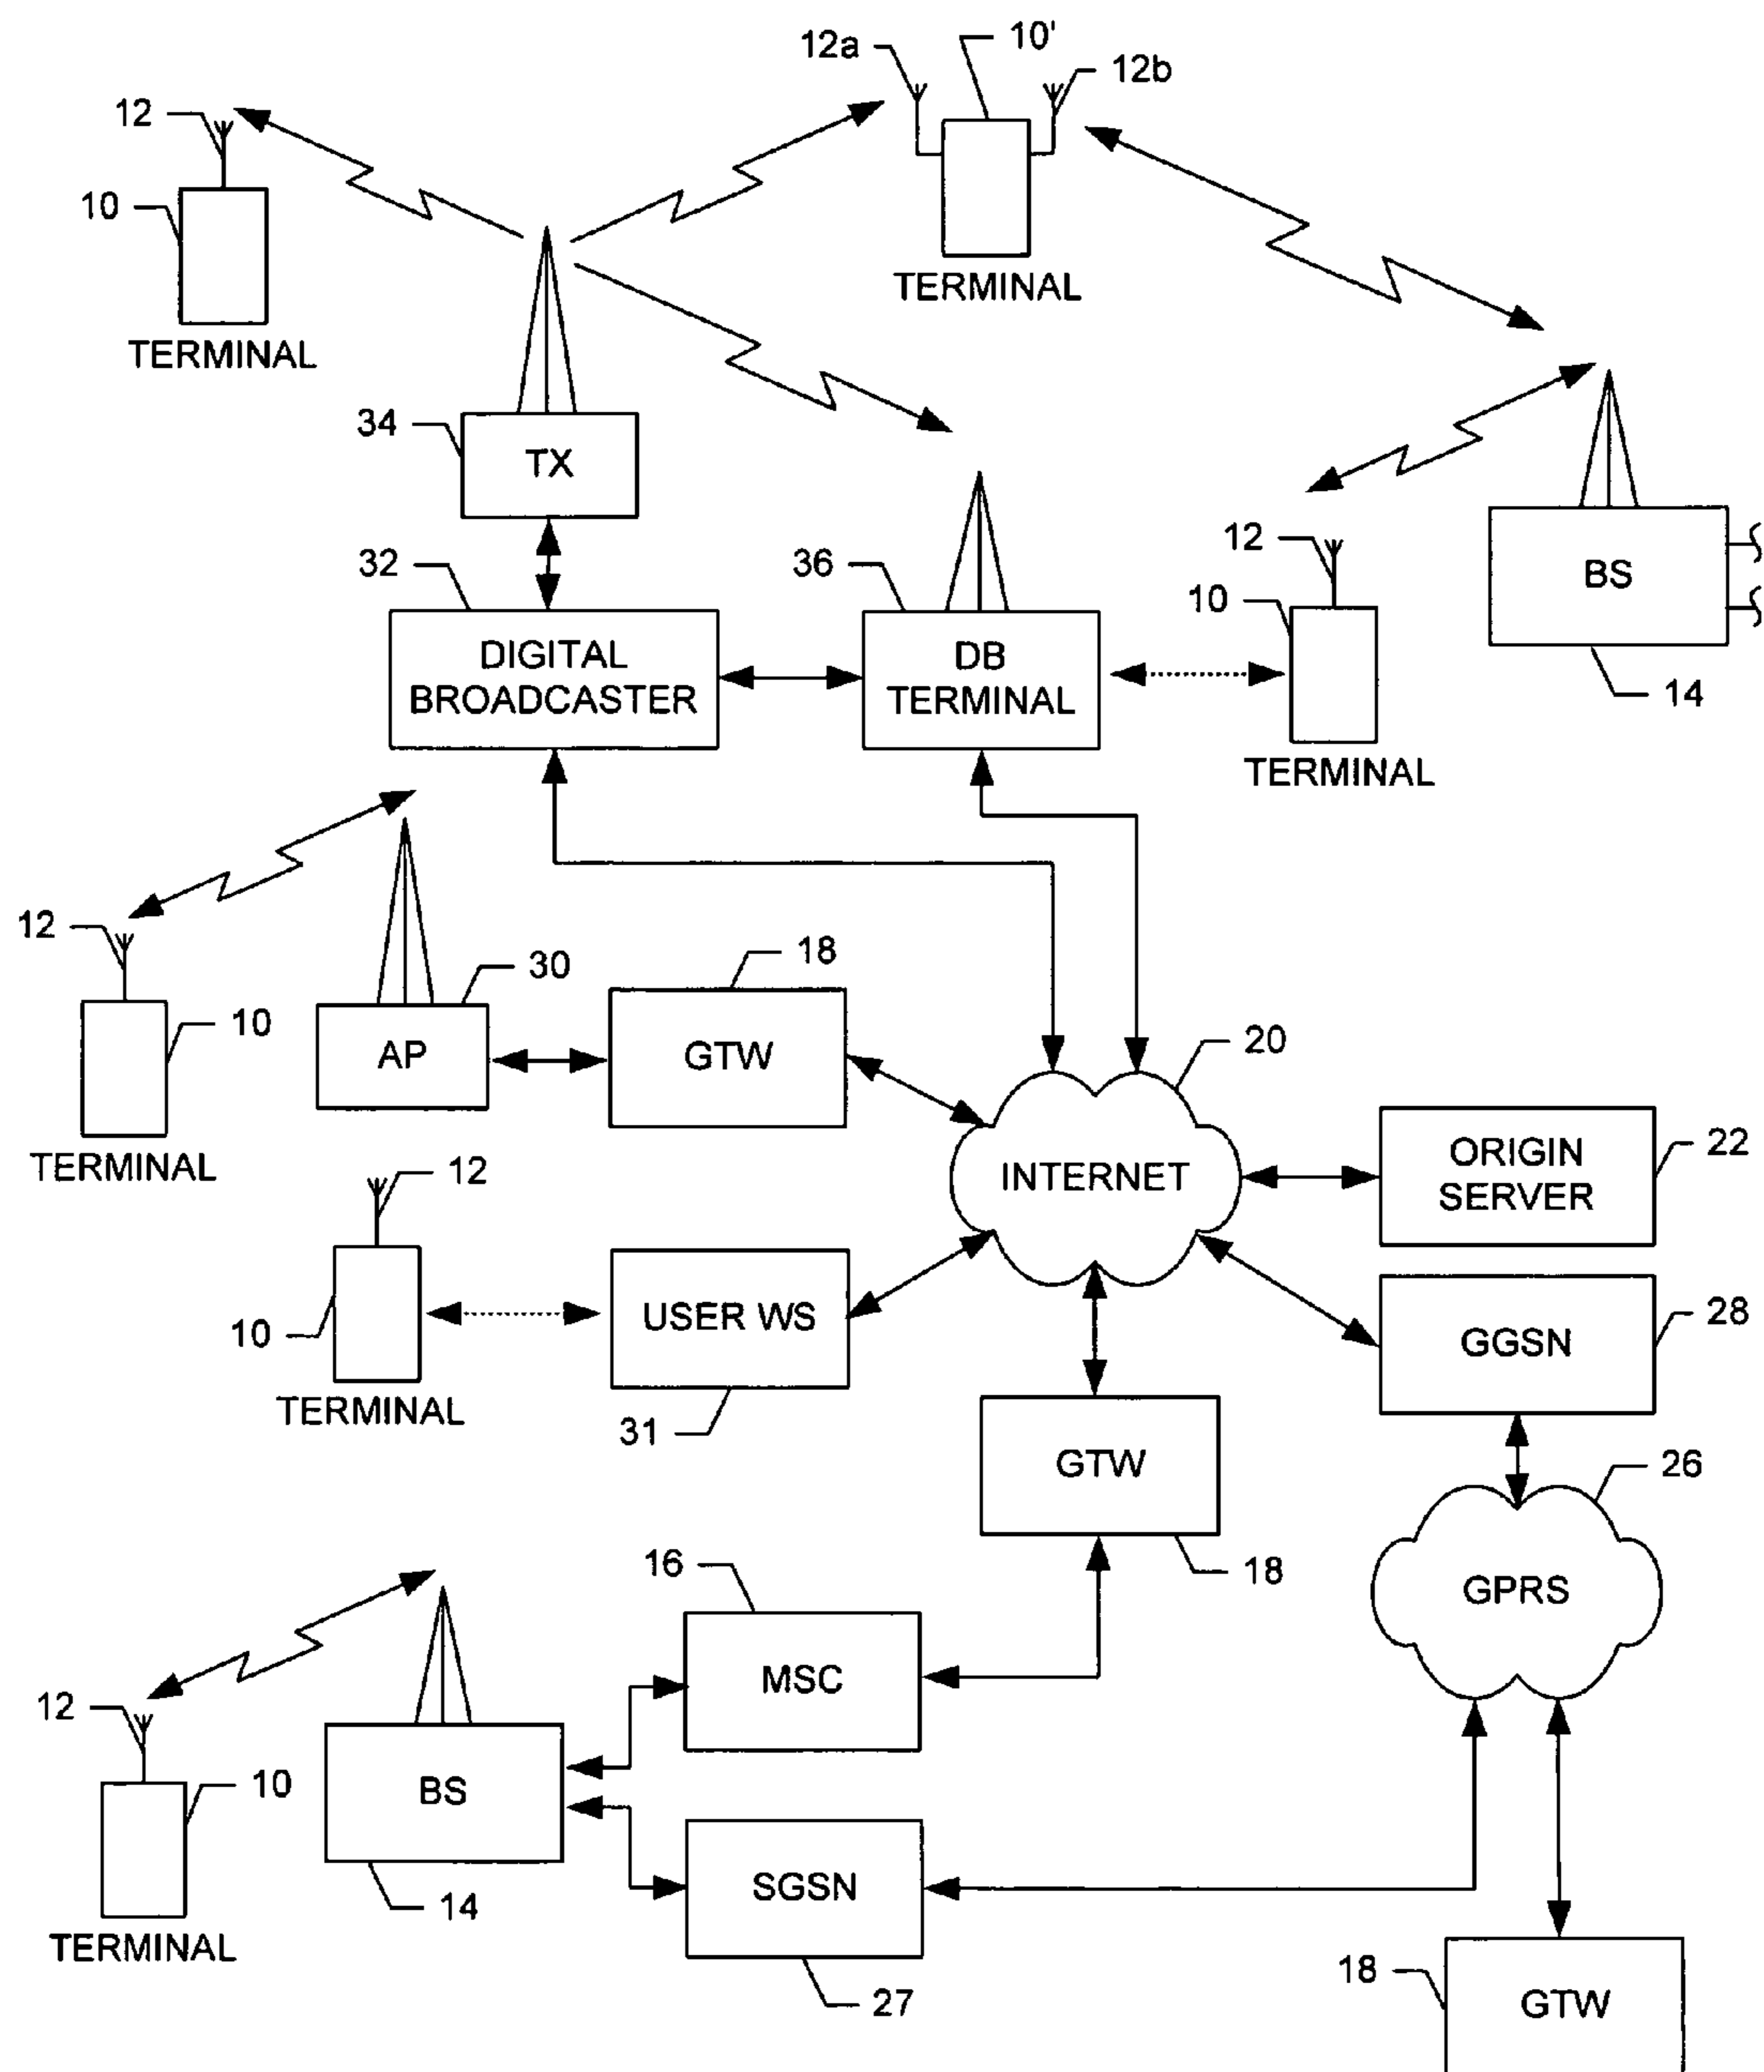 12a
10'
12b
12
10
TERMINAL
TERMINAL
34
TX
32
36
12
10
BS
DIGITAL
BROADCASTER
DB
TERMINAL
14
TERMINAL
12
30
18
10
AP
GTW
20
TERMINAL
12
INTERNET
ORIGIN
SERVER
22
10
USER WS
GGSN
28
TERMINAL
31
GTW
26
16
18
GPRS
MSC
12
10
BS
SGSN
14
TERMINAL
27
18
GTW